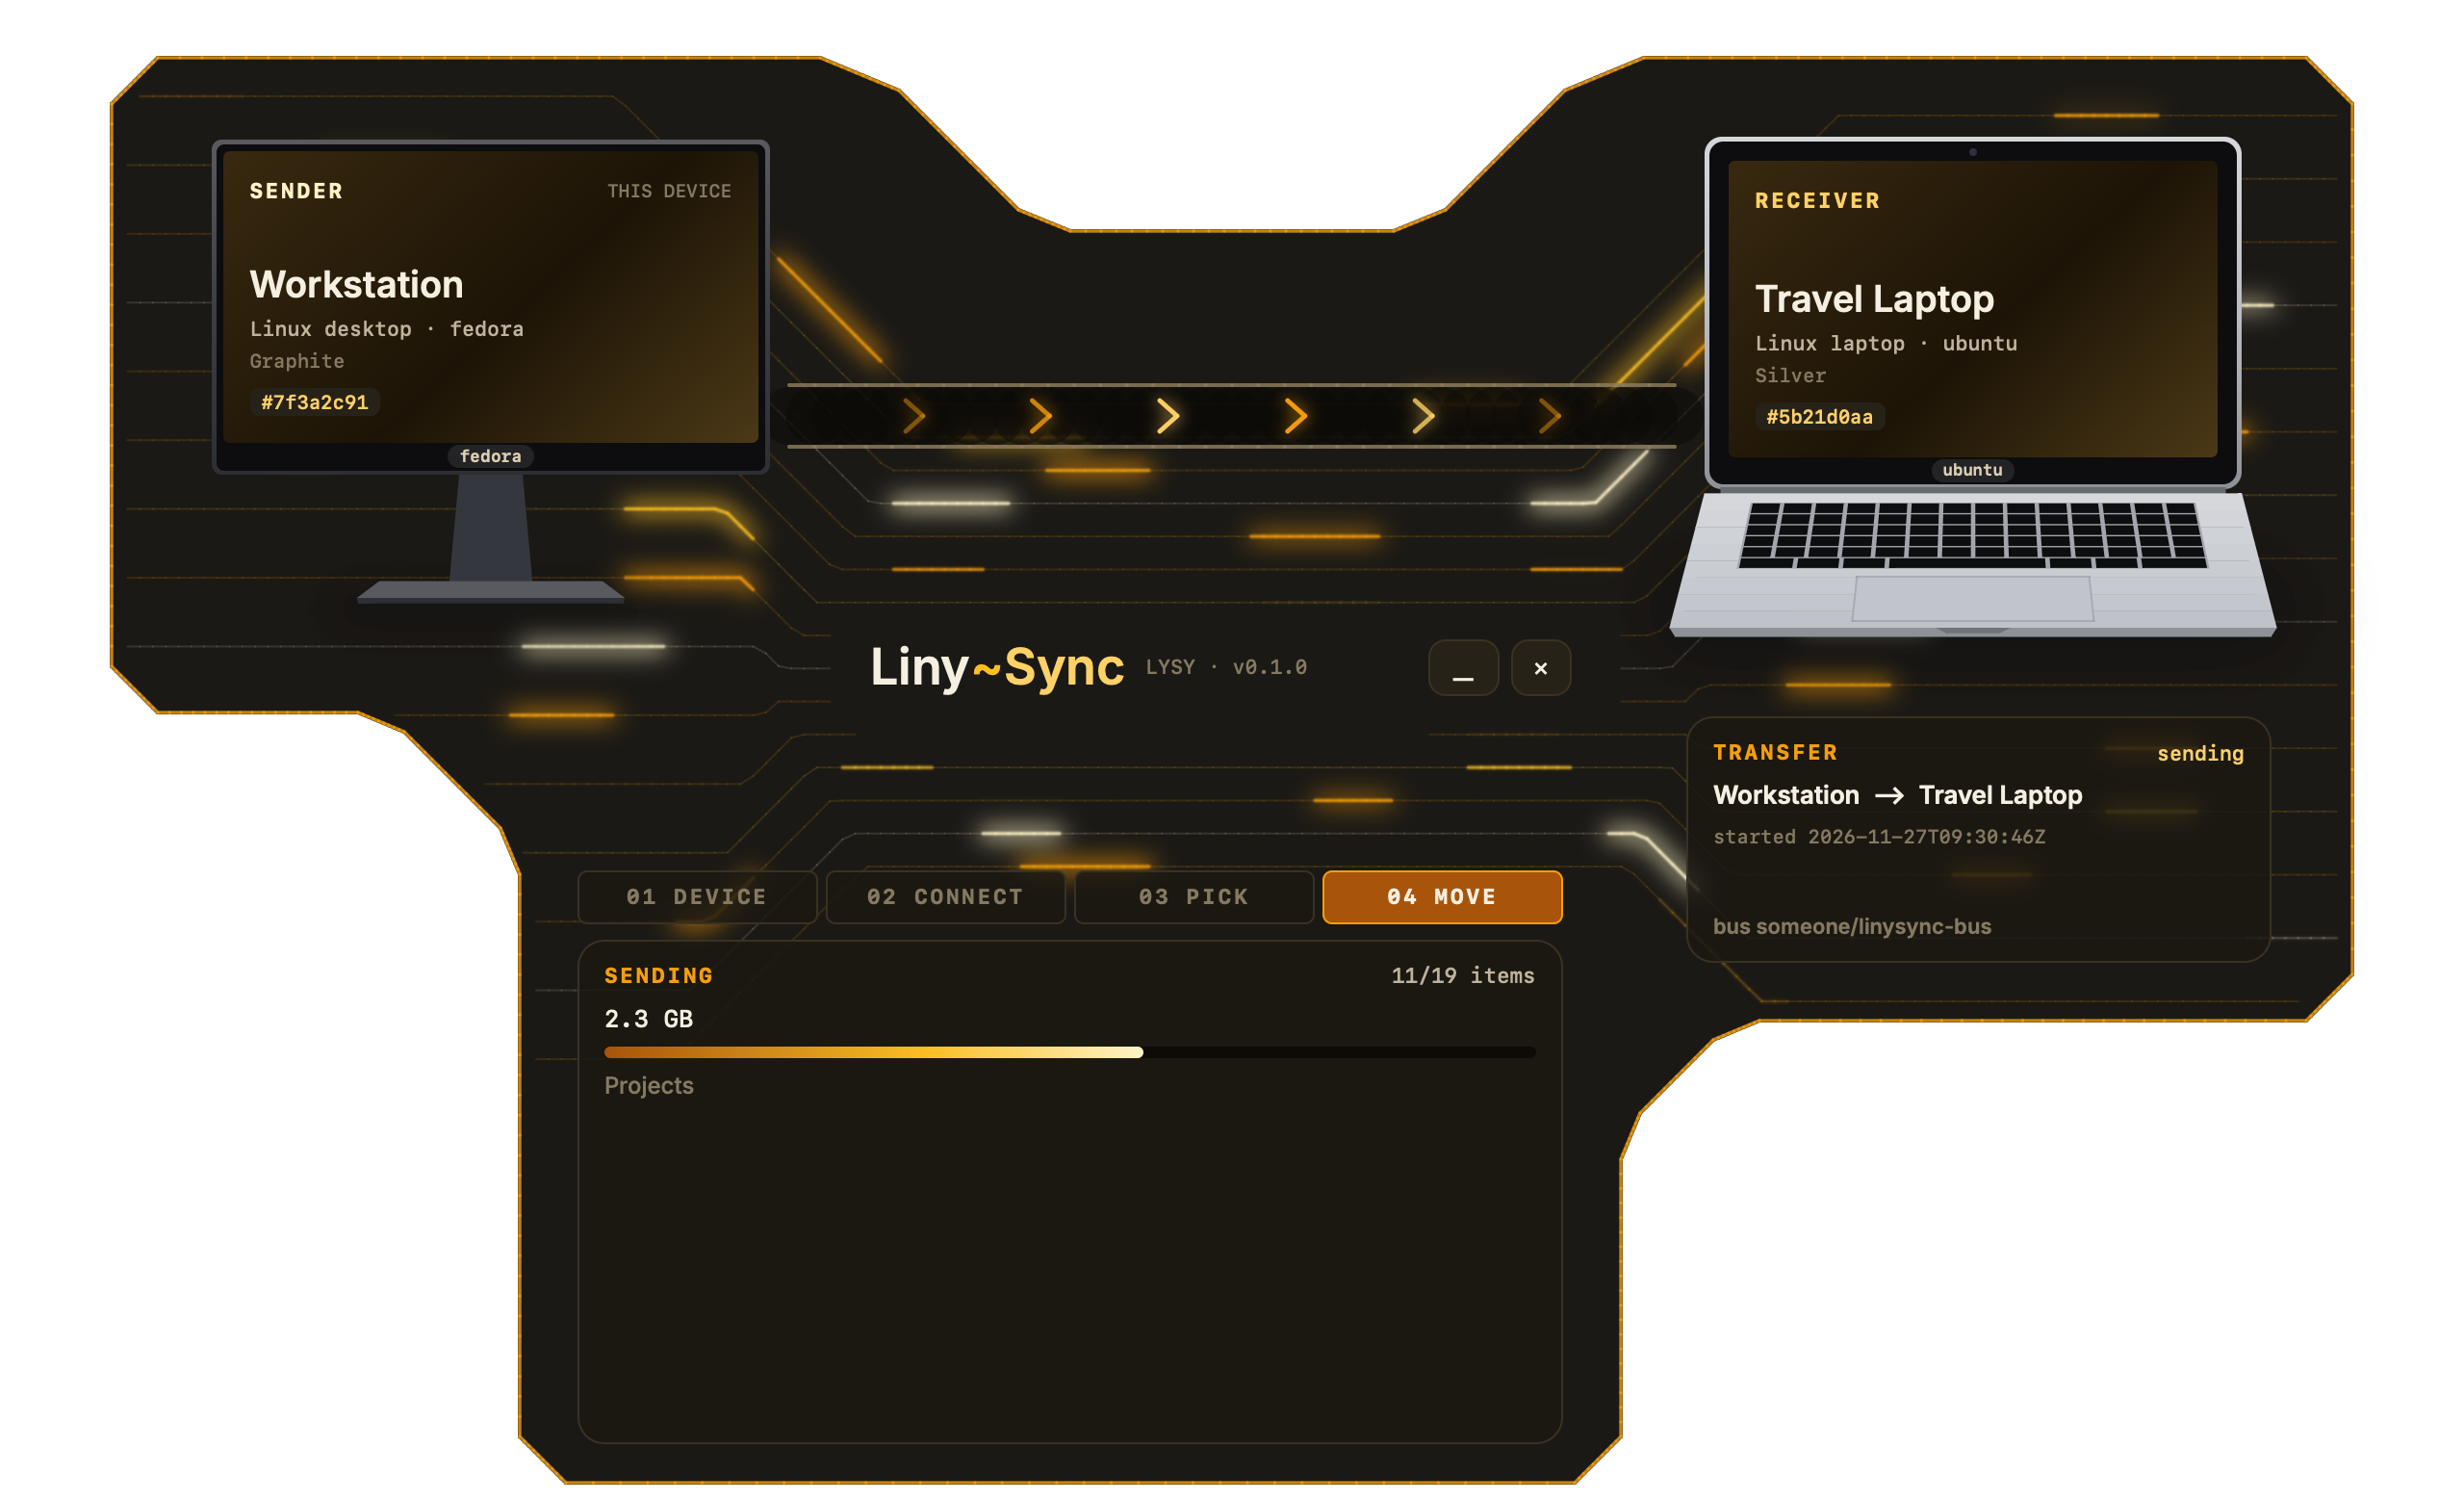 SENDER THIS DEVICE
Workstation
Linux desktop · fedora
Graphite
#7f3a2c91
fedora
RECEIVER
Travel Laptop
Linux laptop · ubuntu
Silver
#5b21d0aa
ubuntu
Liny~Sync LYSY · v0.1.0 _ ×
TRANSFER sending
Workstation → Travel Laptop
started 2026-11-27T09:30:46Z
bus someone/linysync-bus
01 DEVICE 02 CONNECT 03 PICK 04 MOVE
SENDING 11/19 items
2.3 GB
Projects